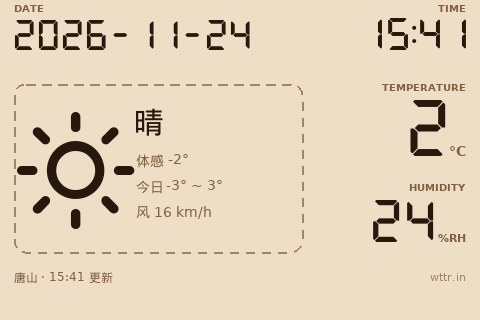 DATE
2026-11-24
TIME
15:41
TEMPERATURE
2 °C
HUMIDITY
24 %RH
晴
体感 -2°
今日 -3° ~ 3°
风 16 km/h
唐山 · 15:41 更新
wttr.in